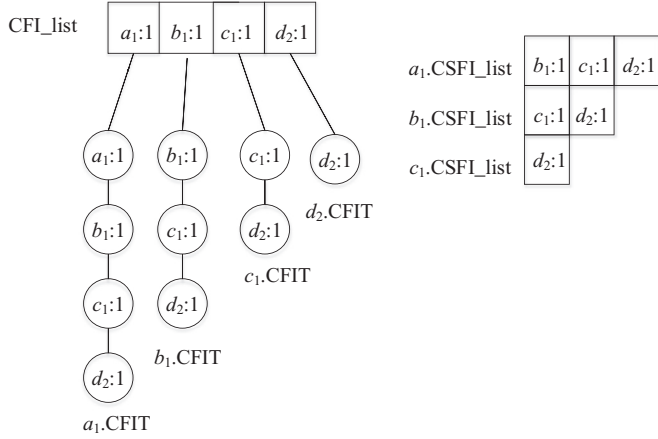 CFI_list a₁:1 b₁:1 c₁:1 d₂:1
a₁:1 b₁:1 c₁:1 d₂:1
b₁:1 c₁:1 d₂:1 d₂.CFIT
c₁:1 d₂:1 c₁.CFIT
d₂:1 b₁.CFIT
a₁.CFIT
a₁.CSFI_list b₁:1 c₁:1 d₂:1
b₁.CSFI_list c₁:1 d₂:1
c₁.CSFI_list d₂:1